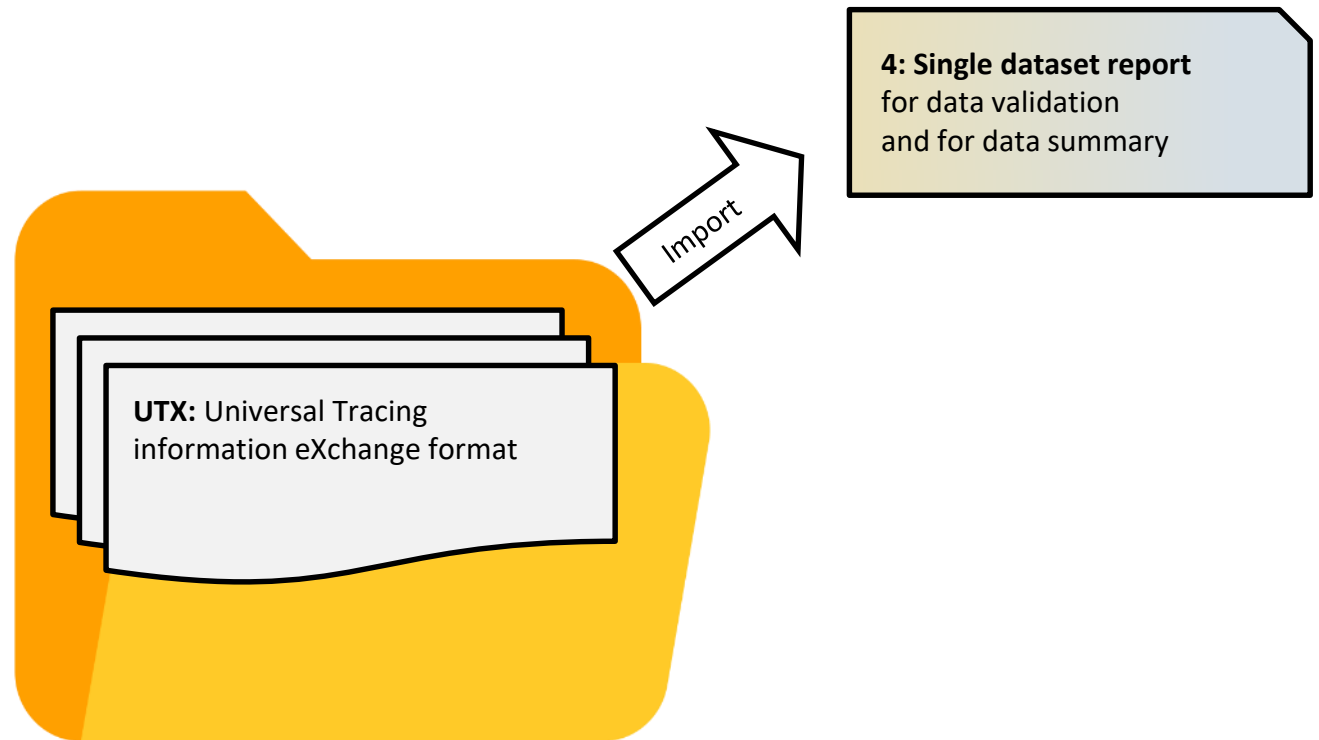 4: Single dataset report
for data validation
and for data summary
Import
UTX: Universal Tracing
information eXchange format